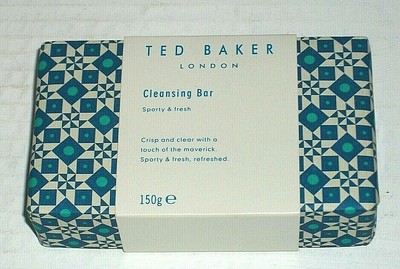 TED BAKER
LONDON
Cleansing Bar
Sporty & fresh
Crisp and clear with a
touch of the maverick.
Sporty & fresh, refreshed.
150g ℮